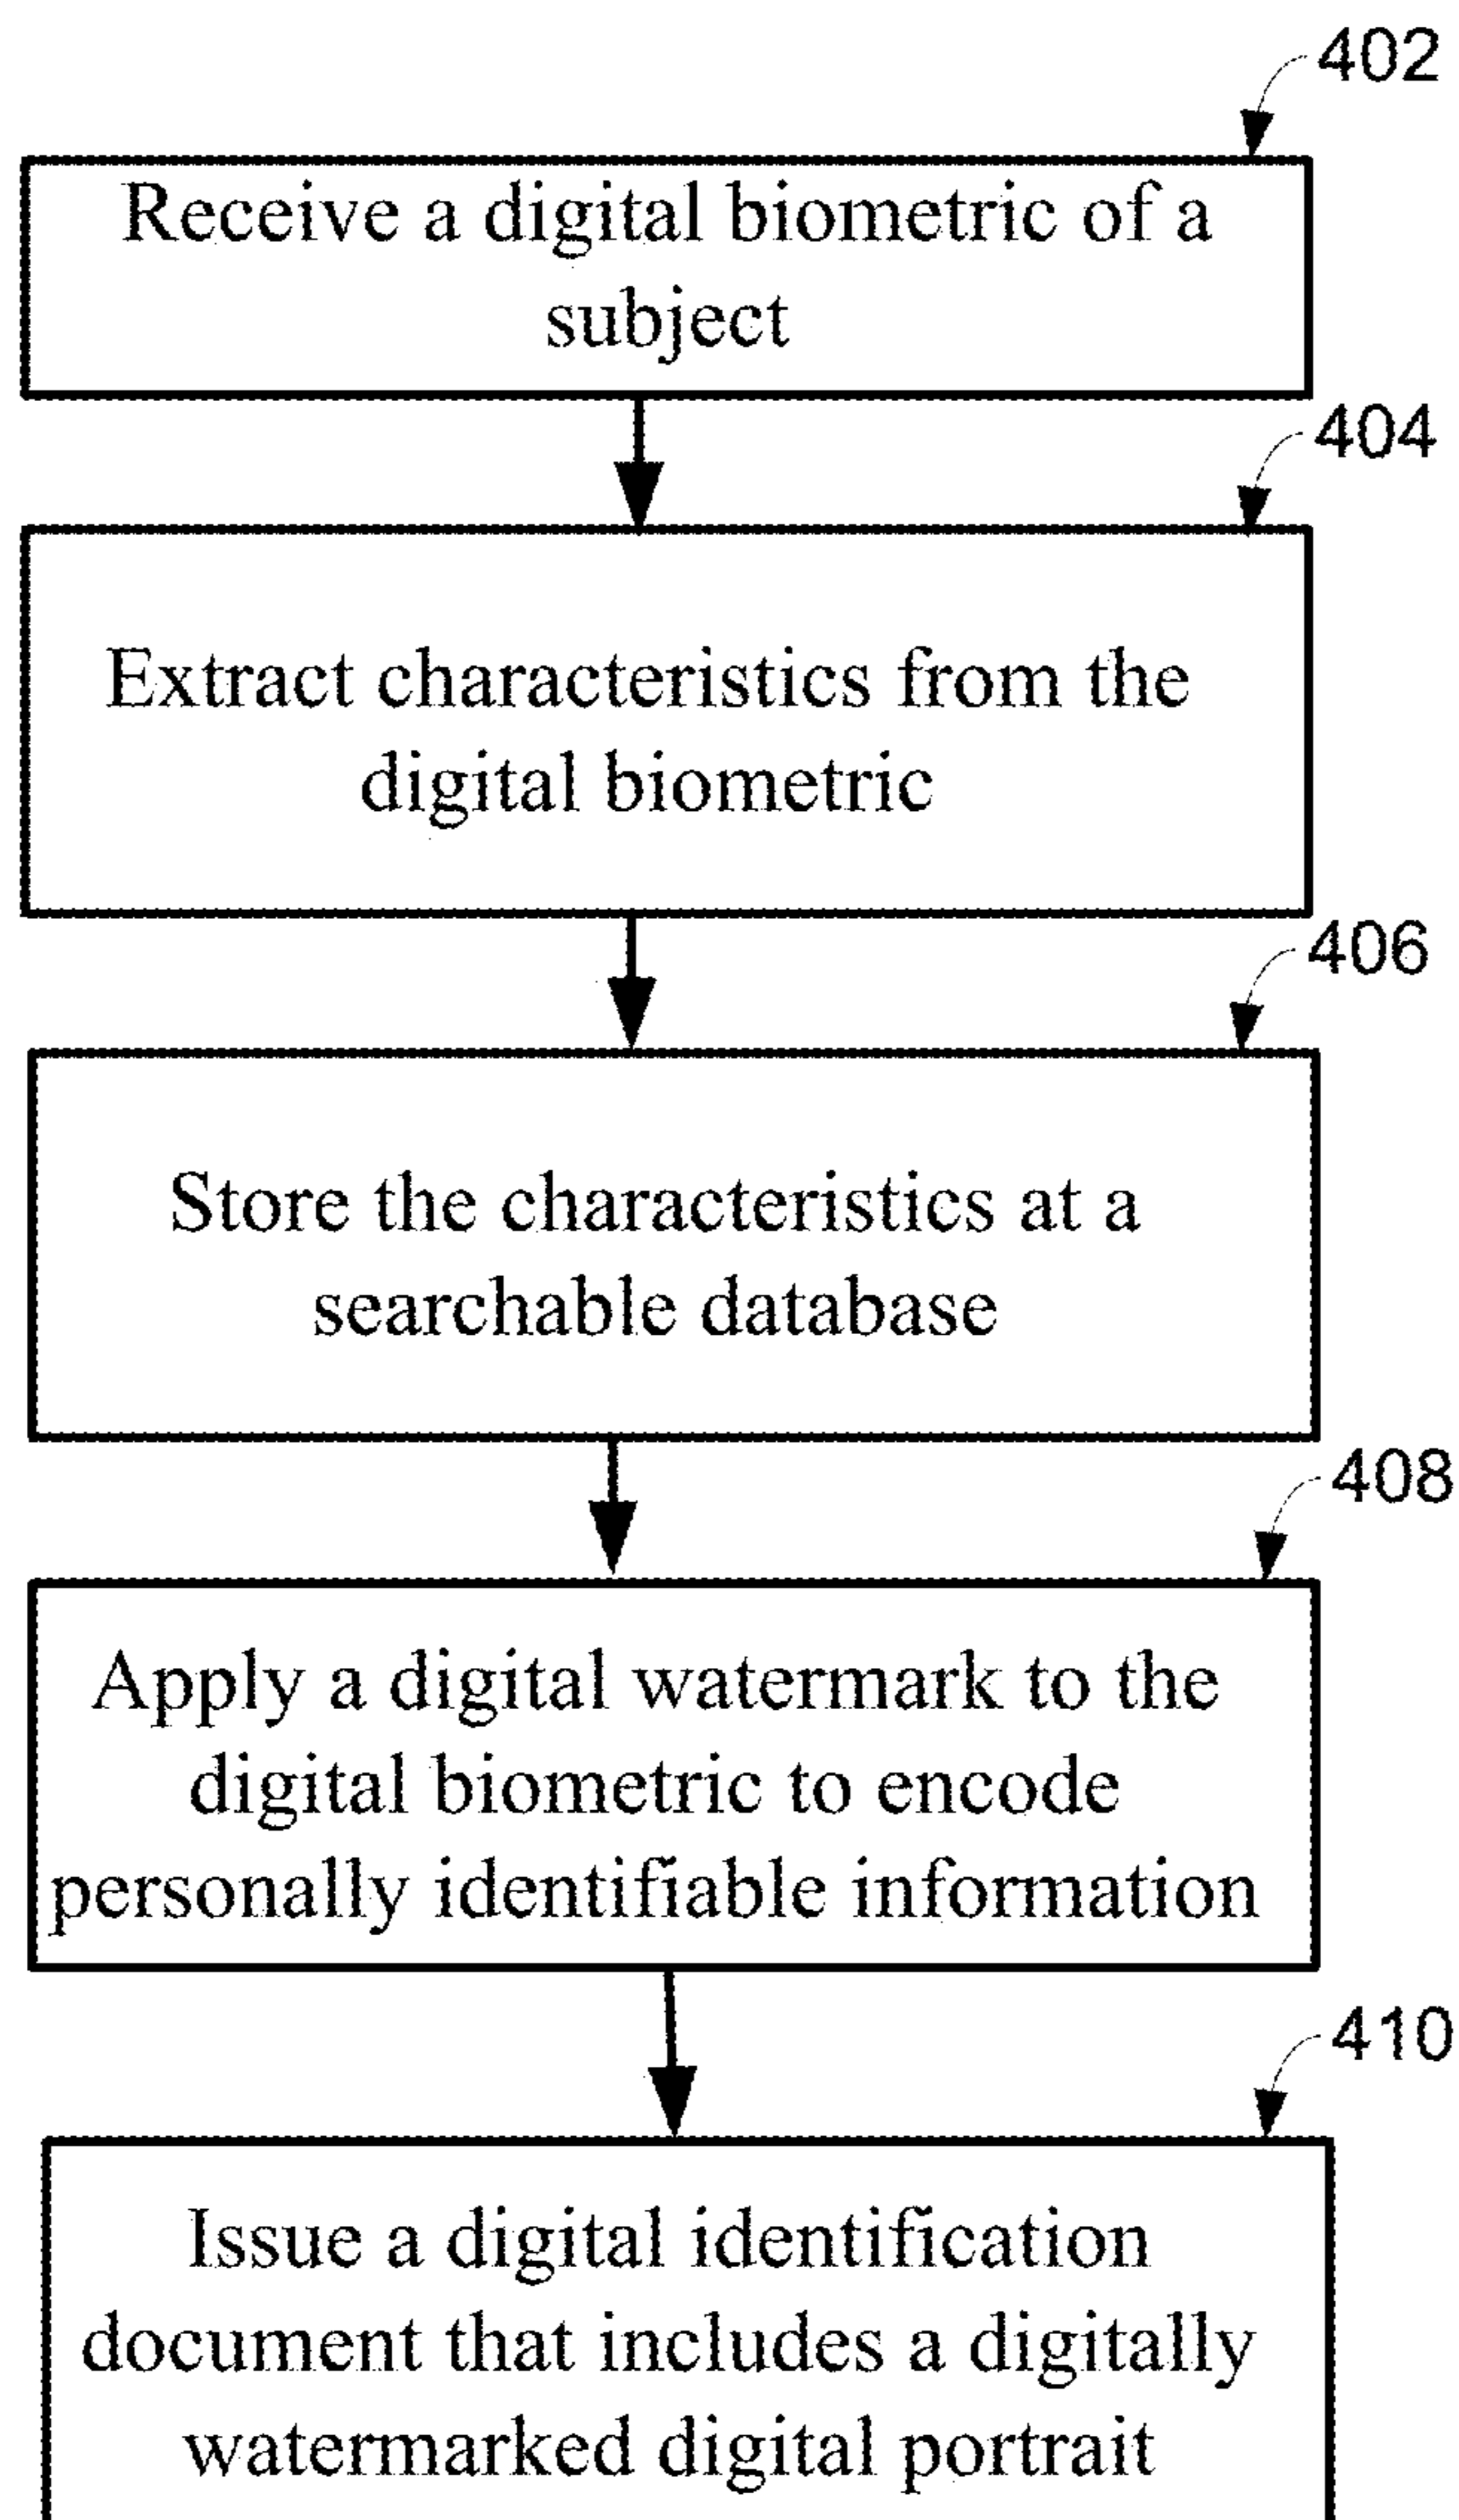 402
Receive a digital biometric of a
subject
404
Extract characteristics from the
digital biometric
406
Store the characteristics at a
searchable database
408
Apply a digital watermark to the
digital biometric to encode
personally identifiable information
410
Issue a digital identification
document that includes a digitally
watermarked digital portrait